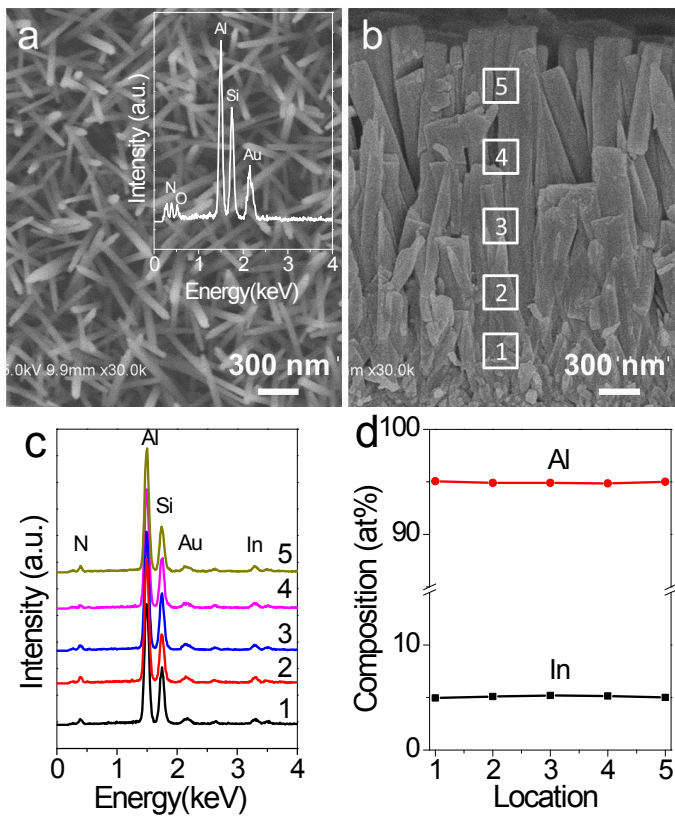 a
Al
Si
Au
N
O
Intensity (a.u.)
0 1 2 3 4
Energy(keV)
5.0kV 9.9mm x30.0k
300 nm
b
5
4
3
2
1
m x30.0k
300 nm
c
Al
Si
N
Au
In
5
4
3
2
1
Intensity (a.u.)
0 1 2 3 4
Energy(keV)
d
100
Al
90
10
In
0
Composition (at%)
1 2 3 4 5
Location